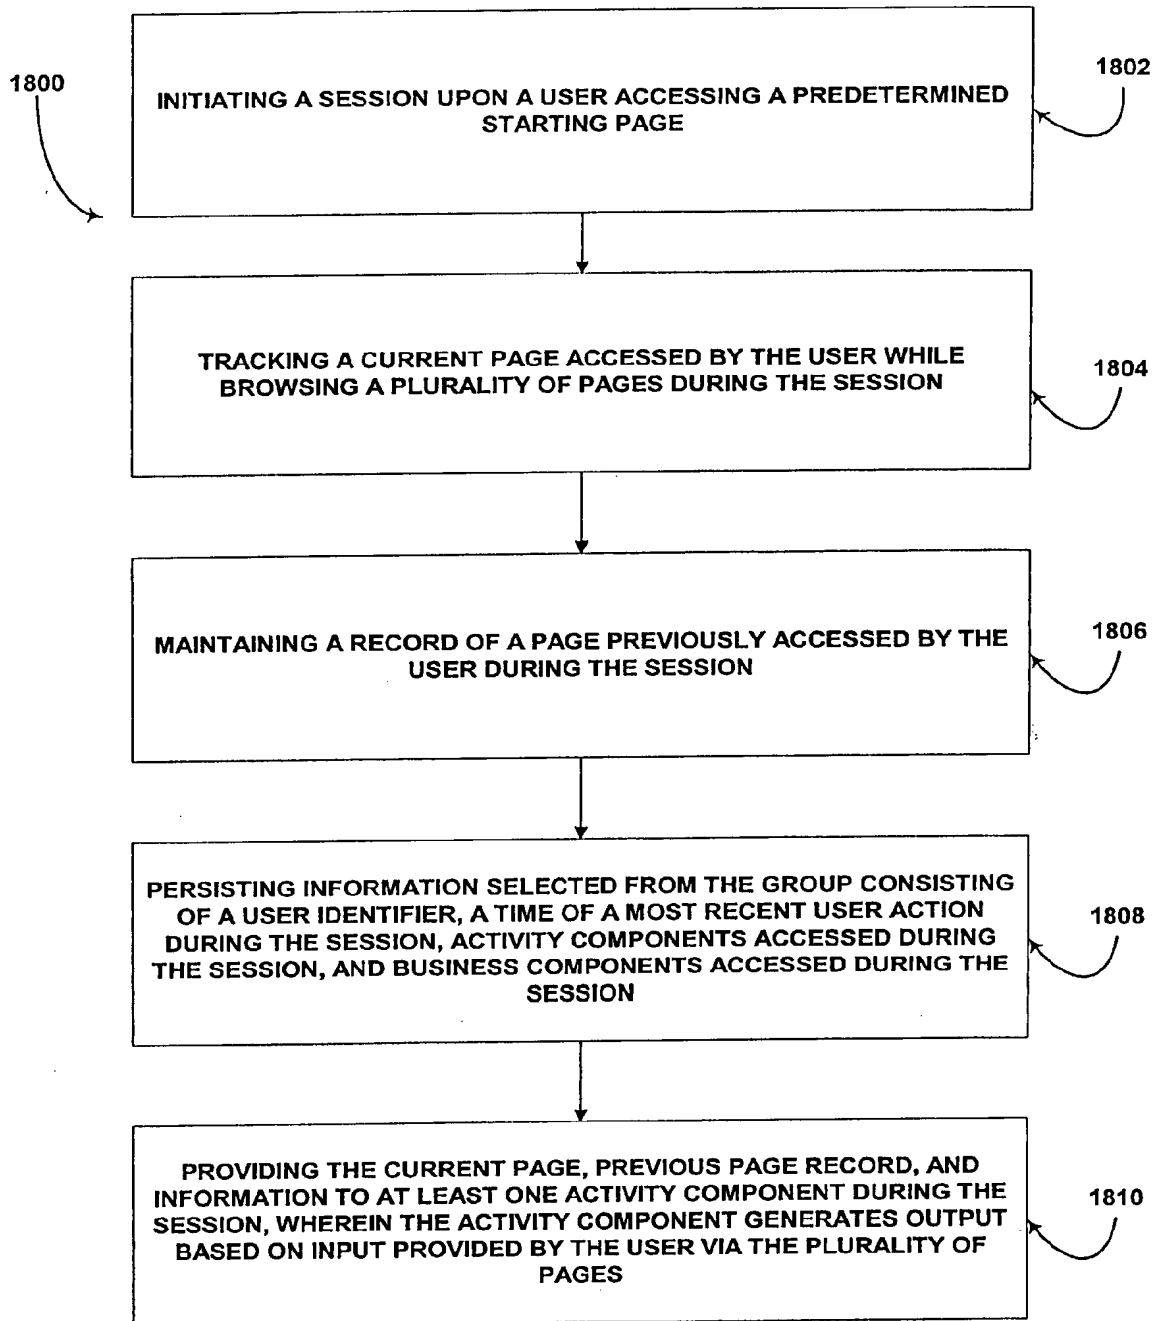 1800
1802
INITIATING A SESSION UPON A USER ACCESSING A PREDETERMINED
STARTING PAGE
TRACKING A CURRENT PAGE ACCESSED BY THE USER WHILE
BROWSING A PLURALITY OF PAGES DURING THE SESSION
1804
MAINTAINING A RECORD OF A PAGE PREVIOUSLY ACCESSED BY THE
USER DURING THE SESSION
1806
PERSISTING INFORMATION SELECTED FROM THE GROUP CONSISTING
OF A USER IDENTIFIER, A TIME OF A MOST RECENT USER ACTION
DURING THE SESSION, ACTIVITY COMPONENTS ACCESSED DURING
THE SESSION, AND BUSINESS COMPONENTS ACCESSED DURING THE
SESSION
1808
PROVIDING THE CURRENT PAGE, PREVIOUS PAGE RECORD, AND
INFORMATION TO AT LEAST ONE ACTIVITY COMPONENT DURING THE
SESSION, WHEREIN THE ACTIVITY COMPONENT GENERATES OUTPUT
BASED ON INPUT PROVIDED BY THE USER VIA THE PLURALITY OF
PAGES
1810